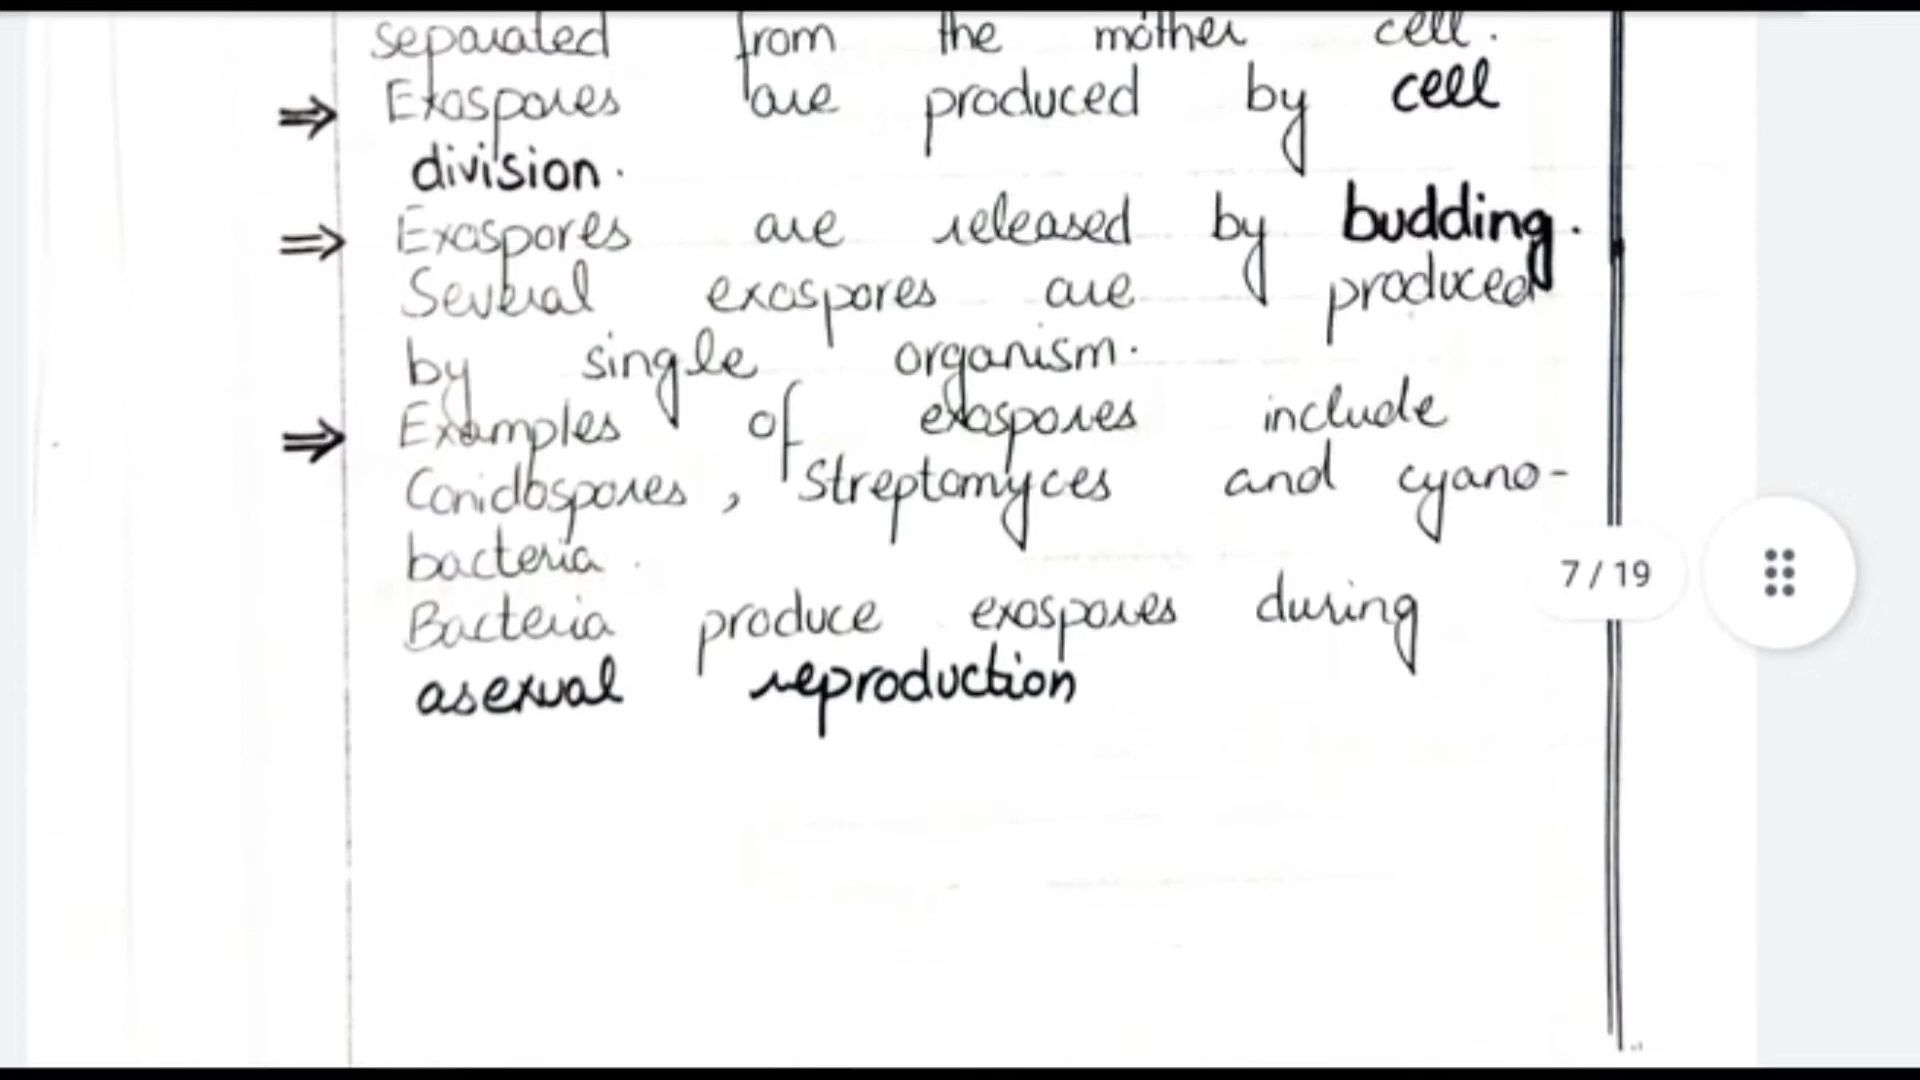 separated from the mother cell.
⇒ Exospores are produced by cell
division.
⇒ Exospores are released by budding.
Several exospores are produced
by single organism.
⇒ Examples of exospores include
Conidospores, Streptomyces and cyano-
bacteria.
7 / 19
Bacteria produce exospores during
asexual reproduction